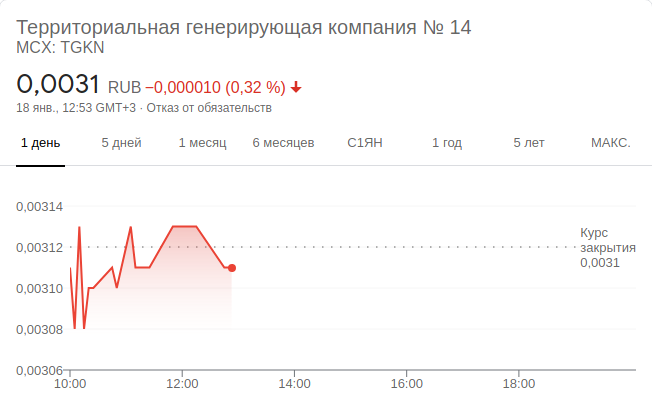 Территориальная генерирующая компания № 14
MCX: TGKN
0,0031 RUB −0,000010 (0,32 %)
18 янв., 12:53 GMT+3 · Отказ от обязательств
1 день 5 дней 1 месяц 6 месяцев С1ЯН 1 год 5 лет МАКС.
0,00314
Курс
0,00312 закрытия
0,0031
0,00310
0,00308
0,00306
10:00 12:00 14:00 16:00 18:00